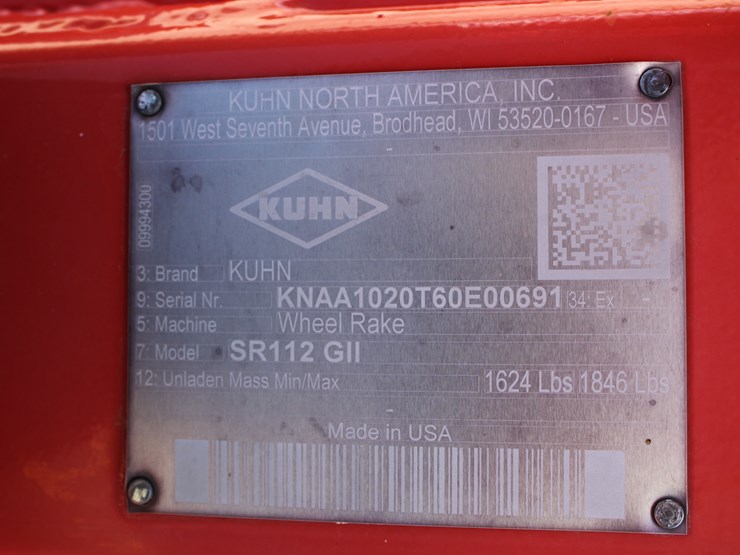 KUHN NORTH AMERICA, INC.
1501 West Seventh Avenue, Brodhead, WI 53520-0167 - USA
09994300
KUHN
3: Brand KUHN
9: Serial Nr. KNAA1020T60E00691 34: Ex -
5: Machine Wheel Rake
7: Model SR112 GII
12: Unladen Mass Min/Max 1624 Lbs 1846 Lbs
-
Made in USA